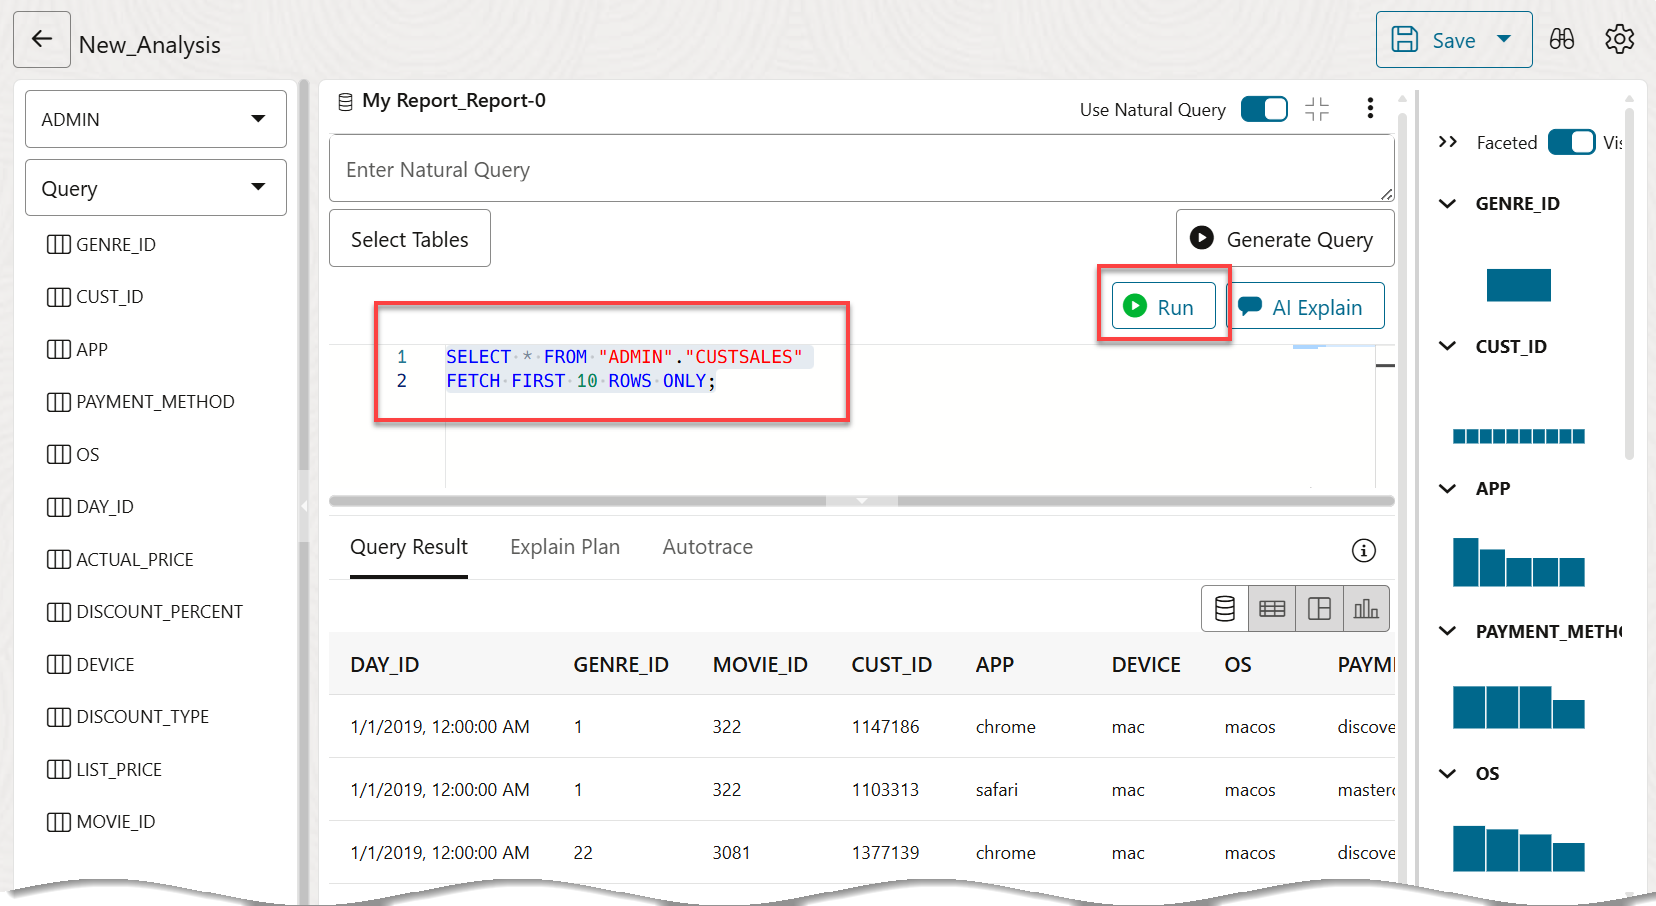 New_Analysis
Save
ADMIN
Query
GENRE_ID
CUST_ID
APP
PAYMENT_METHOD
OS
DAY_ID
ACTUAL_PRICE
DISCOUNT_PERCENT
DEVICE
DISCOUNT_TYPE
LIST_PRICE
MOVIE_ID
My Report_Report-0
Use Natural Query
Enter Natural Query
Select Tables
Generate Query
Run
AI Explain
1 SELECT * FROM "ADMIN"."CUSTSALES"
2 FETCH FIRST 10 ROWS ONLY;
Query Result Explain Plan Autotrace
DAY_ID GENRE_ID MOVIE_ID CUST_ID APP DEVICE OS PAYM
1/1/2019, 12:00:00 AM 1 322 1147186 chrome mac macos discove
1/1/2019, 12:00:00 AM 1 322 1103313 safari mac macos masterc
1/1/2019, 12:00:00 AM 22 3081 1377139 chrome mac macos discove
Faceted Vis
GENRE_ID
CUST_ID
APP
PAYMENT_METHO
OS